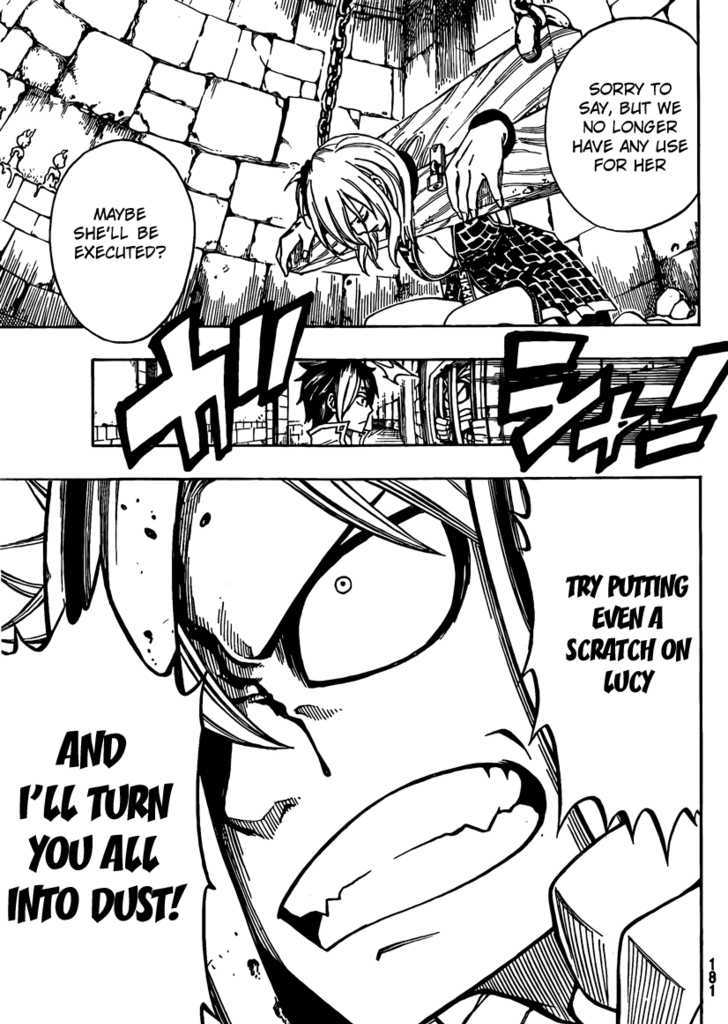 SORRY TO
SAY, BUT WE
NO LONGER
HAVE ANY USE
FOR HER
MAYBE
SHE'LL BE
EXECUTED?
シャー!
ガ
TRY PUTTING
EVEN A
SCRATCH ON
LUCY
AND
I'LL TURN
YOU ALL
INTO DUST!
181